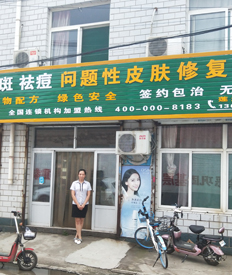 斑 祛痘 问题性皮肤修复
物配方 绿色安全 签约包治 无
全国连锁机构加盟热线 400-000-8183